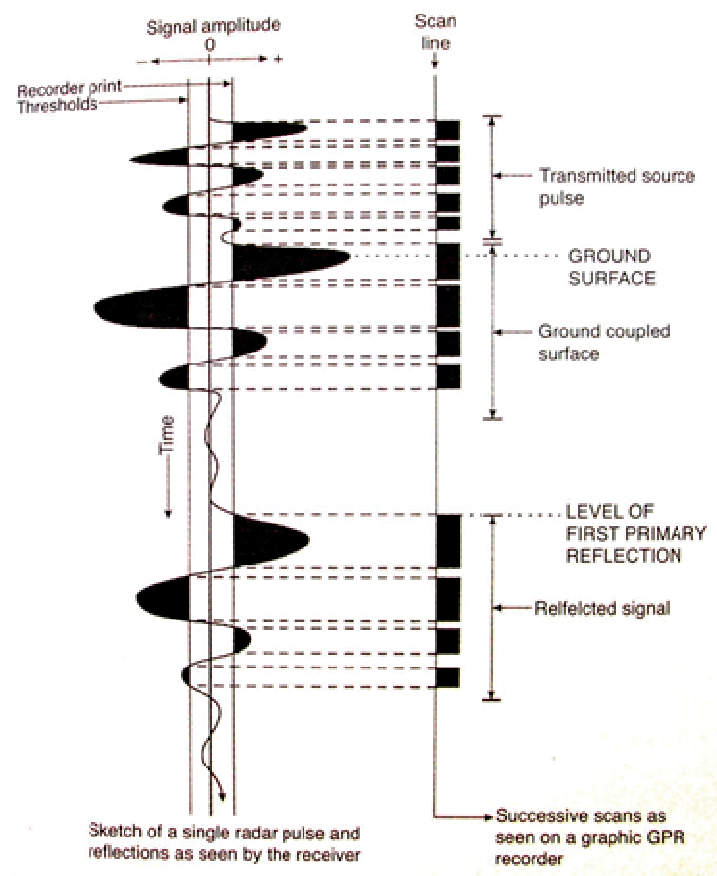 Signal amplitude
0
- +
Scan
line
Recorder print
Thresholds
Transmitted source
pulse
GROUND
SURFACE
Ground coupled
surface
Time
LEVEL OF
FIRST PRIMARY
REFLECTION
Relfelcted signal
Sketch of a single radar pulse and
reflections as seen by the receiver
Successive scans as
seen on a graphic GPR
recorder